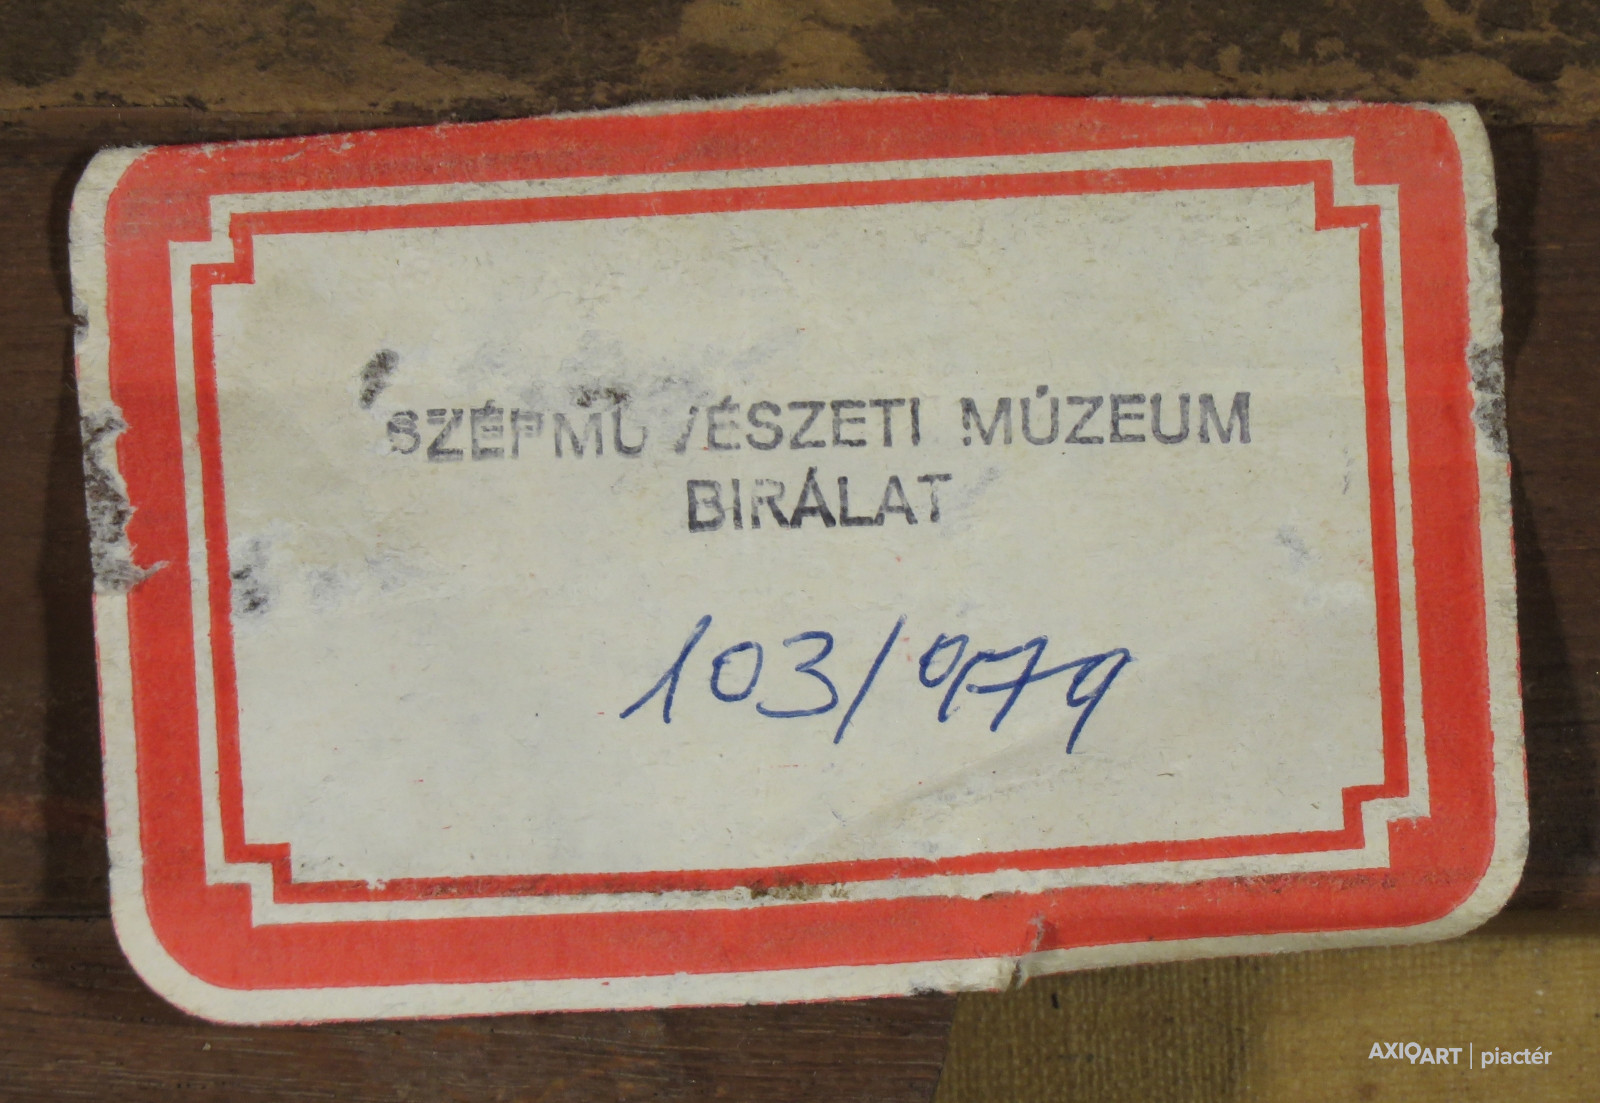 SZÉPMŰVÉSZETI MÚZEUM
BIRÁLAT
103/979
AXIOART | piactér